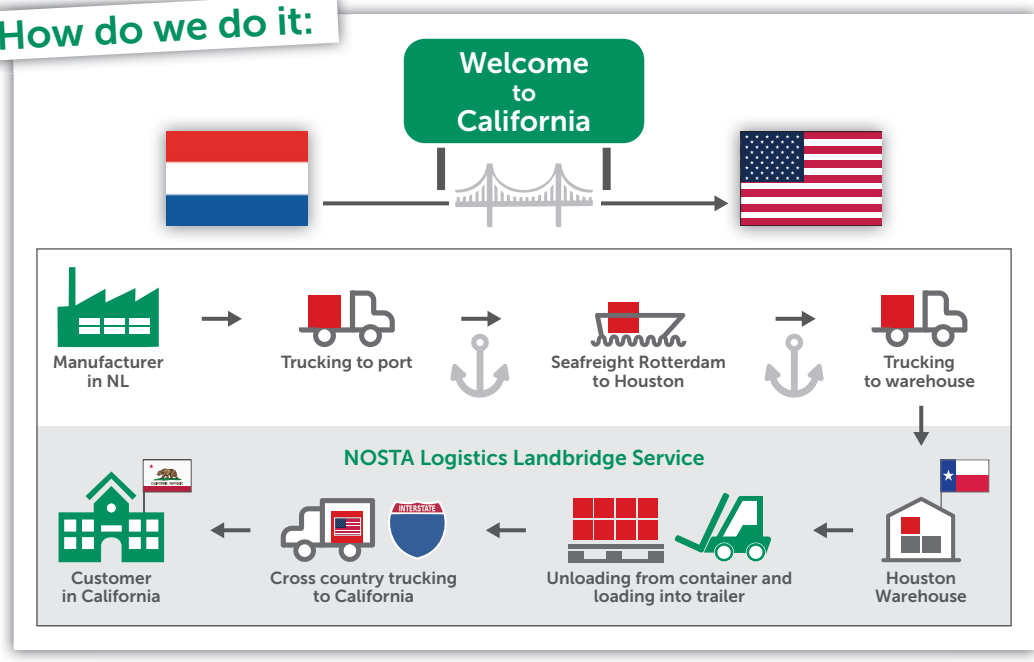 How do we do it:
Welcome
to
California
Manufacturer
in NL
Trucking to port
Seafreight Rotterdam
to Houston
Trucking
to warehouse
NOSTA Logistics Landbridge Service
CALIFORNIA REPUBLIC
Customer
in California
INTERSTATE
Cross country trucking
to California
Unloading from container and
loading into trailer
Houston
Warehouse